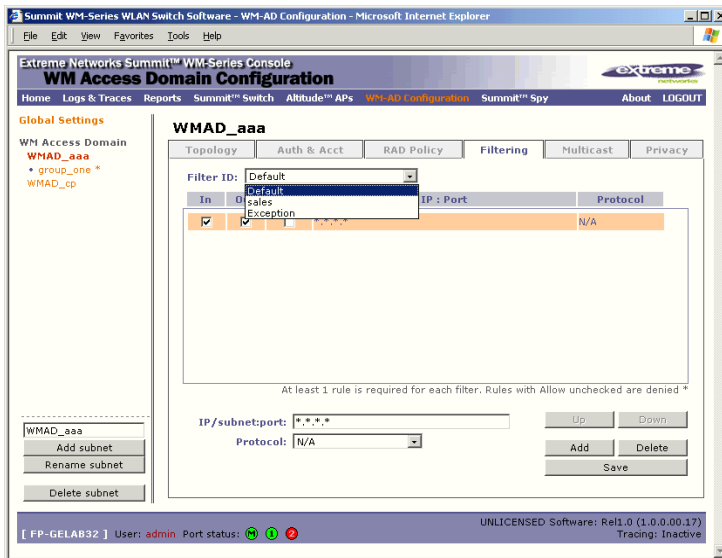 Summit WM-Series WLAN Switch Software - WM-AD Configuration - Microsoft Internet Explorer
File Edit View Favorites Tools Help
Extreme Networks Summit™ WM-Series Console
WM Access Domain Configuration
extreme
networks
Home Logs & Traces Reports Summit™ Switch Altitude™ APs WM-AD Configuration Summit™ Spy About LOGOUT
Global Settings
WM Access Domain
WMAD_aaa
• group_one *
WMAD_cp
WMAD_aaa
Topology Auth & Acct RAD Policy Filtering Multicast Privacy
Filter ID: Default
Default
sales
Exception
In IP : Port Protocol
*.*.*.* N/A
At least 1 rule is required for each filter. Rules with Allow unchecked are denied *
IP/subnet:port: *.*.*.*
Protocol: N/A
Up Down
Add Delete
Save
WMAD_aaa
Add subnet
Rename subnet
Delete subnet
[ FP-GELAB32 ] User: admin Port status: M 1 2
UNLICENSED Software: Rel1.0 (1.0.0.00.17)
Tracing: Inactive